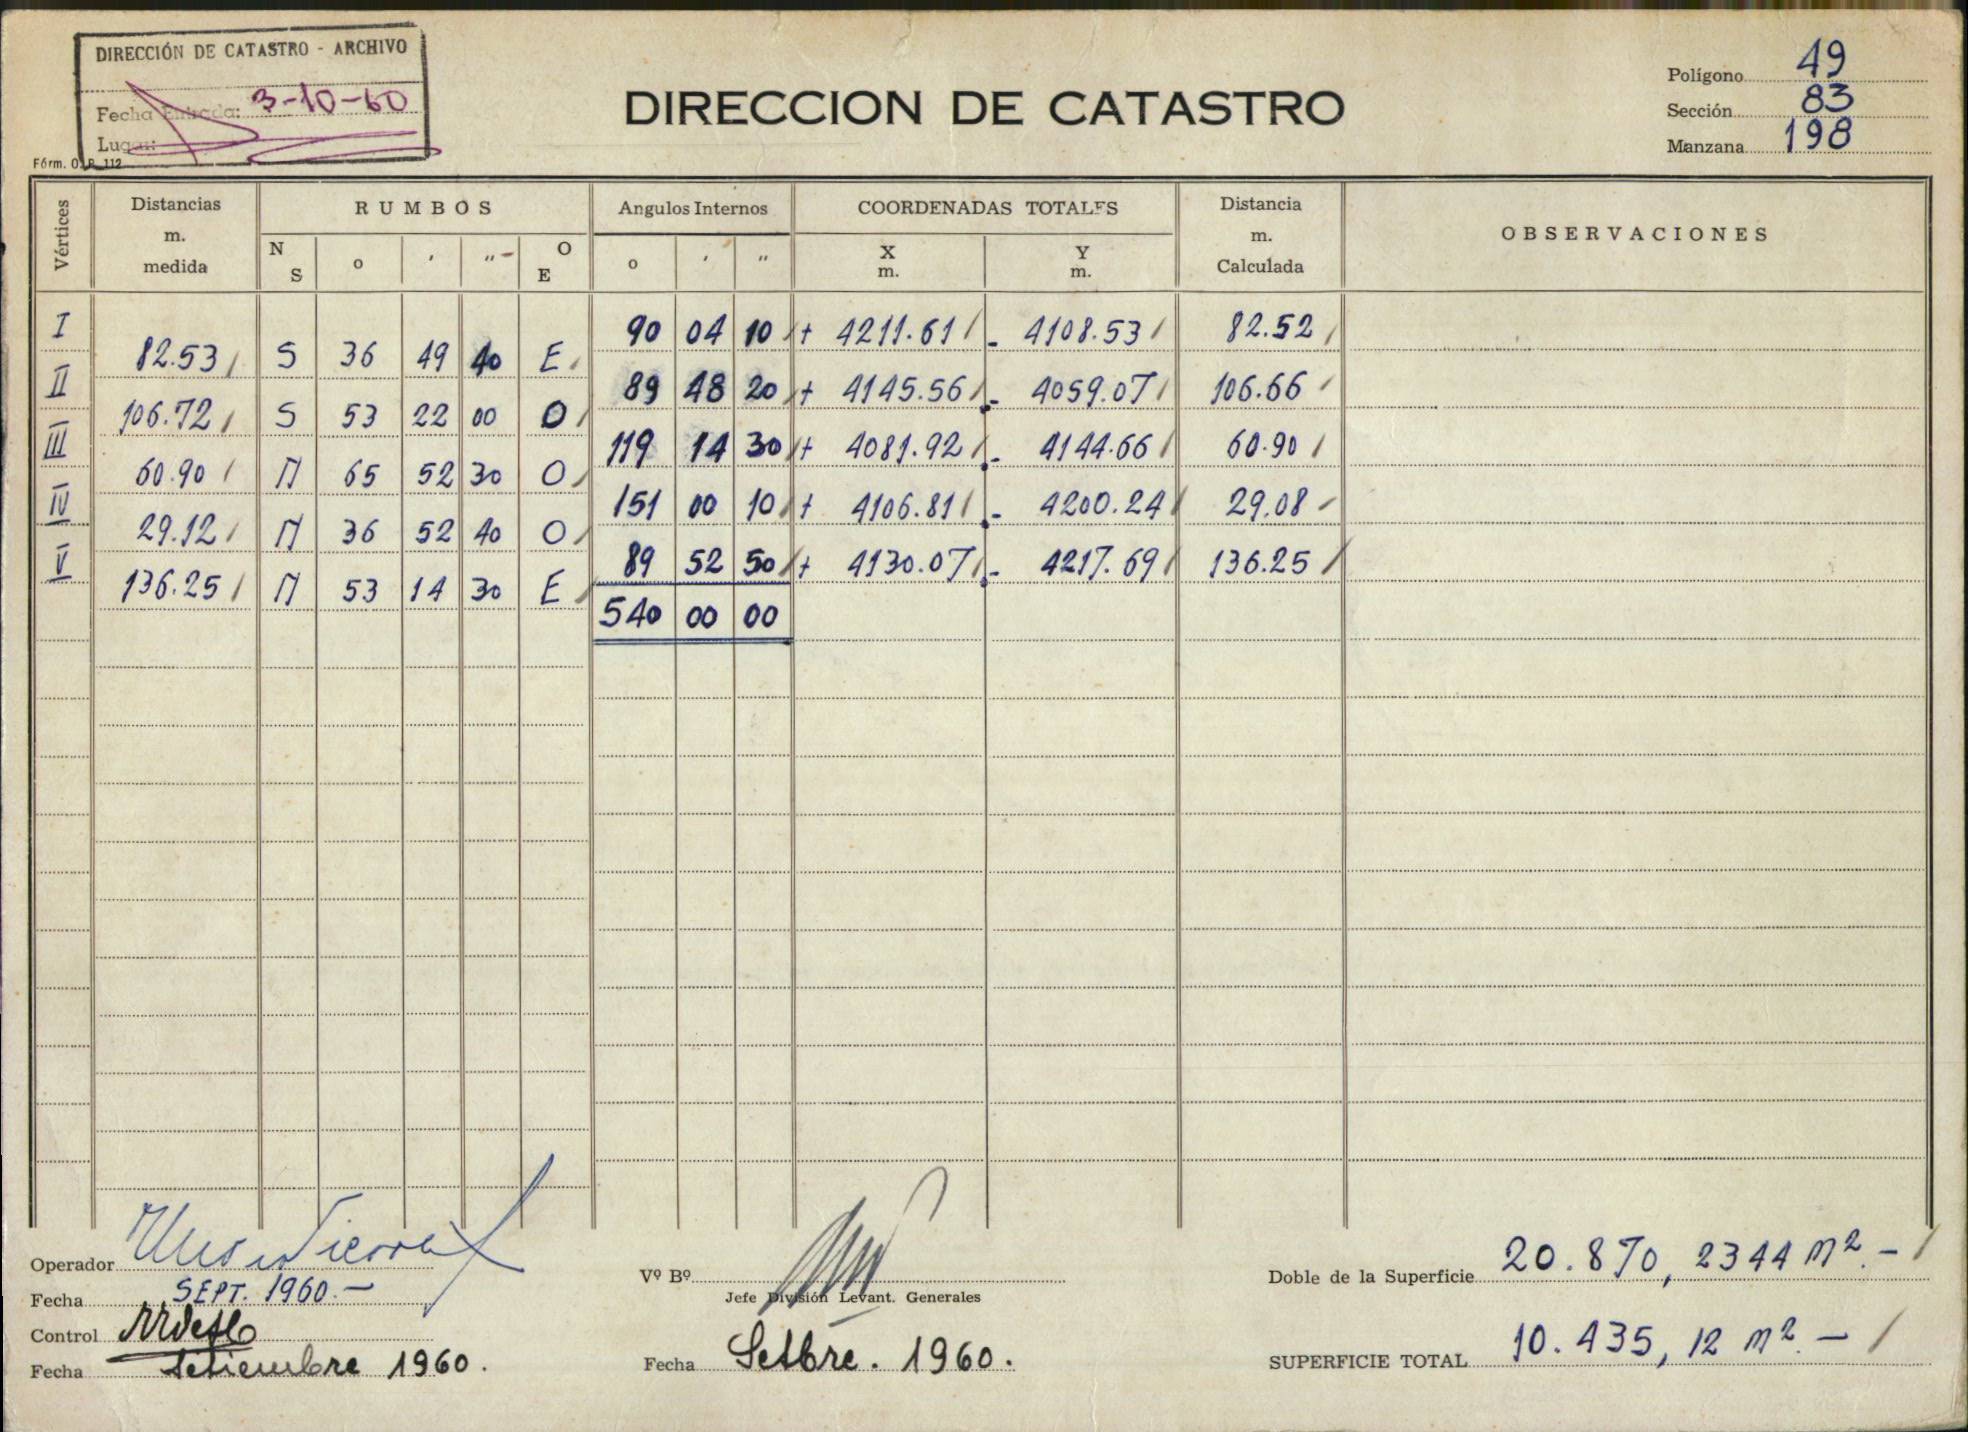 DIRECCIÓN DE CATASTRO - ARCHIVO
Fecha Entrada: 3-10-60
Lugar:
Fórm. O. P. 112
DIRECCION DE CATASTRO
Polígono 49
Sección 83
Manzana 198
Vértices Distancias m. medida RUMBOS Angulos Internos COORDENADAS TOTALES Distancia m. Calculada OBSERVACIONES
N S o ' " O E o ' " X m. Y m.
I 90 04 10 + 4211.61 - 4108.53 82.52
82.53 S 36 49 40 E
II 89 48 20 + 4145.56 - 4059.07 106.66
106.72 S 53 22 00 O
III 119 14 30 + 4081.92 - 4144.66 60.90
60.90 N 65 52 30 O
IV 151 00 10 + 4106.81 - 4200.24 29.08
29.12 N 36 52 40 O
V 89 52 50 + 4130.07 - 4217.69 136.25
136.25 N 53 14 30 E
540 00 00
Operador
Fecha SEPT. 1960.-
Control
Fecha Setiembre 1960.
Vº Bº
Jefe División Levant. Generales
Fecha Setbre. 1960.
Doble de la Superficie 20.870,2344 m². -
SUPERFICIE TOTAL 10.435,12 m². -